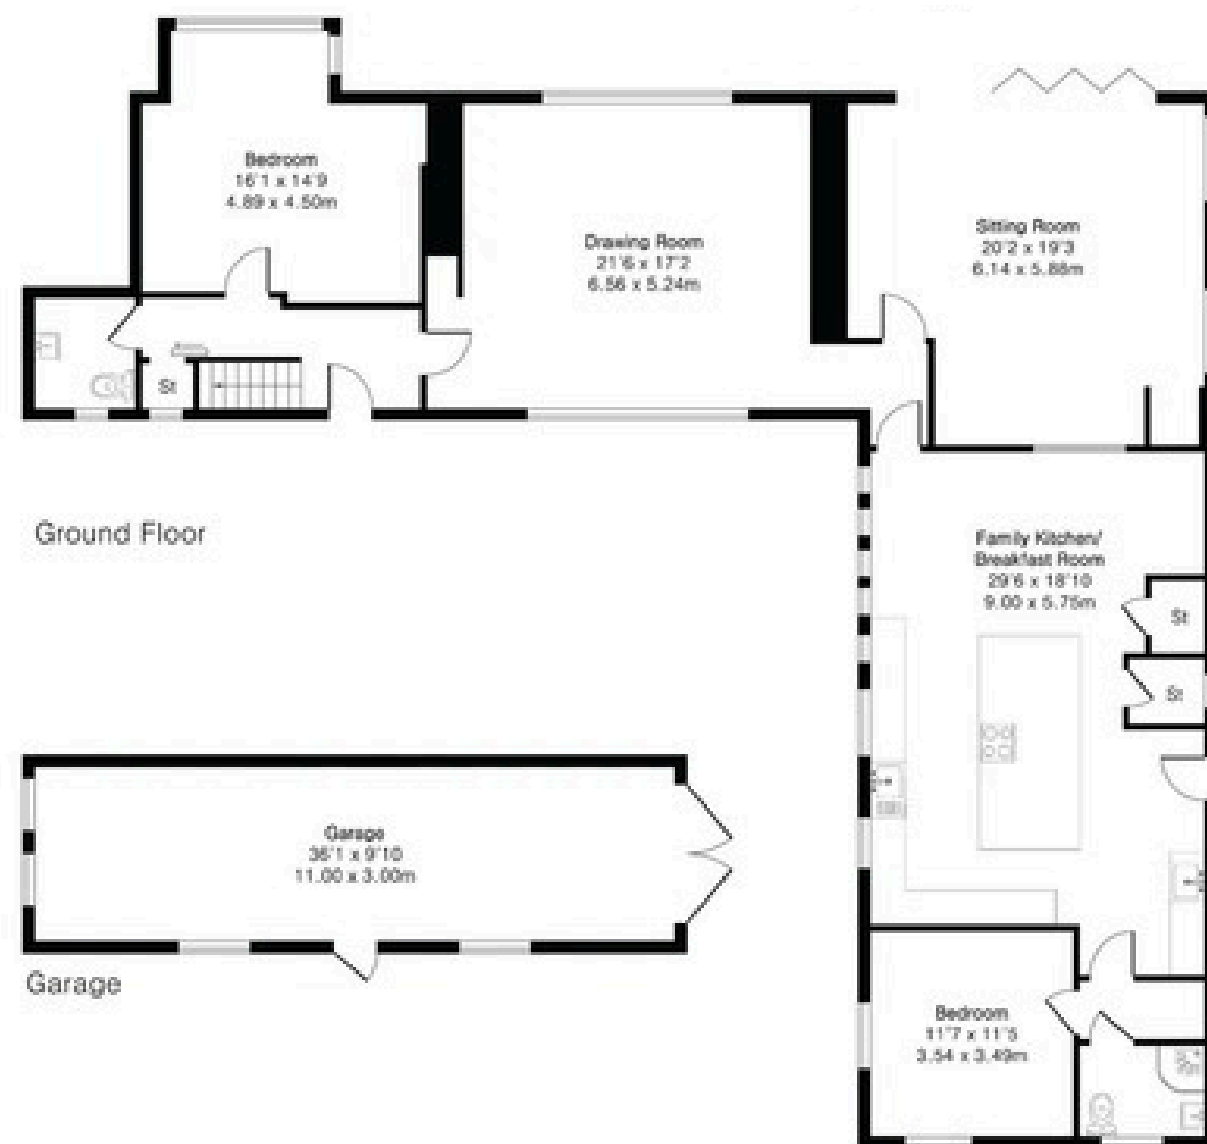 Bedroom
16'1 x 14'9
4.89 x 4.50m
Drawing Room
21'6 x 17'2
6.56 x 5.24m
Sitting Room
20'2 x 19'3
6.14 x 5.88m
St
Ground Floor
Family Kitchen/
Breakfast Room
29'6 x 18'10
9.00 x 5.75m
St
St
Garage
36'1 x 9'10
11.00 x 3.00m
Garage
Bedroom
11'7 x 11'5
3.54 x 3.49m